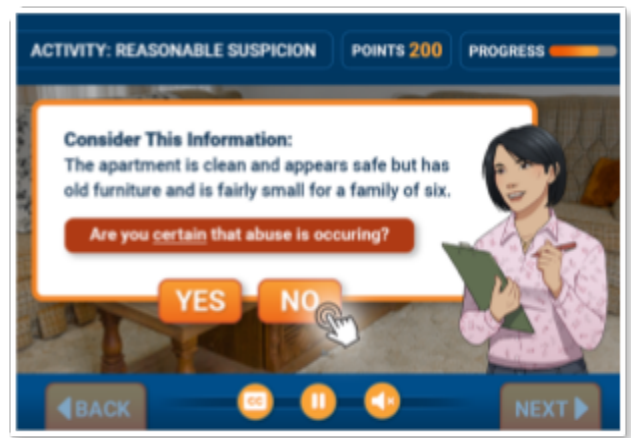 ACTIVITY: REASONABLE SUSPICION
POINTS 200
PROGRESS
Consider This Information:
The apartment is clean and appears safe but has
old furniture and is fairly small for a family of six.
Are you certain that abuse is occuring?
YES
NO
BACK
CC
NEXT